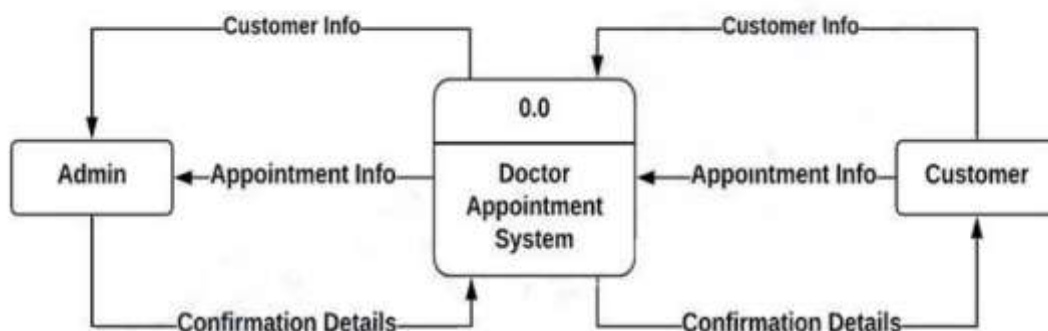 Customer Info
Customer Info
0.0
Admin
Appointment Info
Doctor
Appointment
System
Appointment Info
Customer
Confirmation Details
Confirmation Details